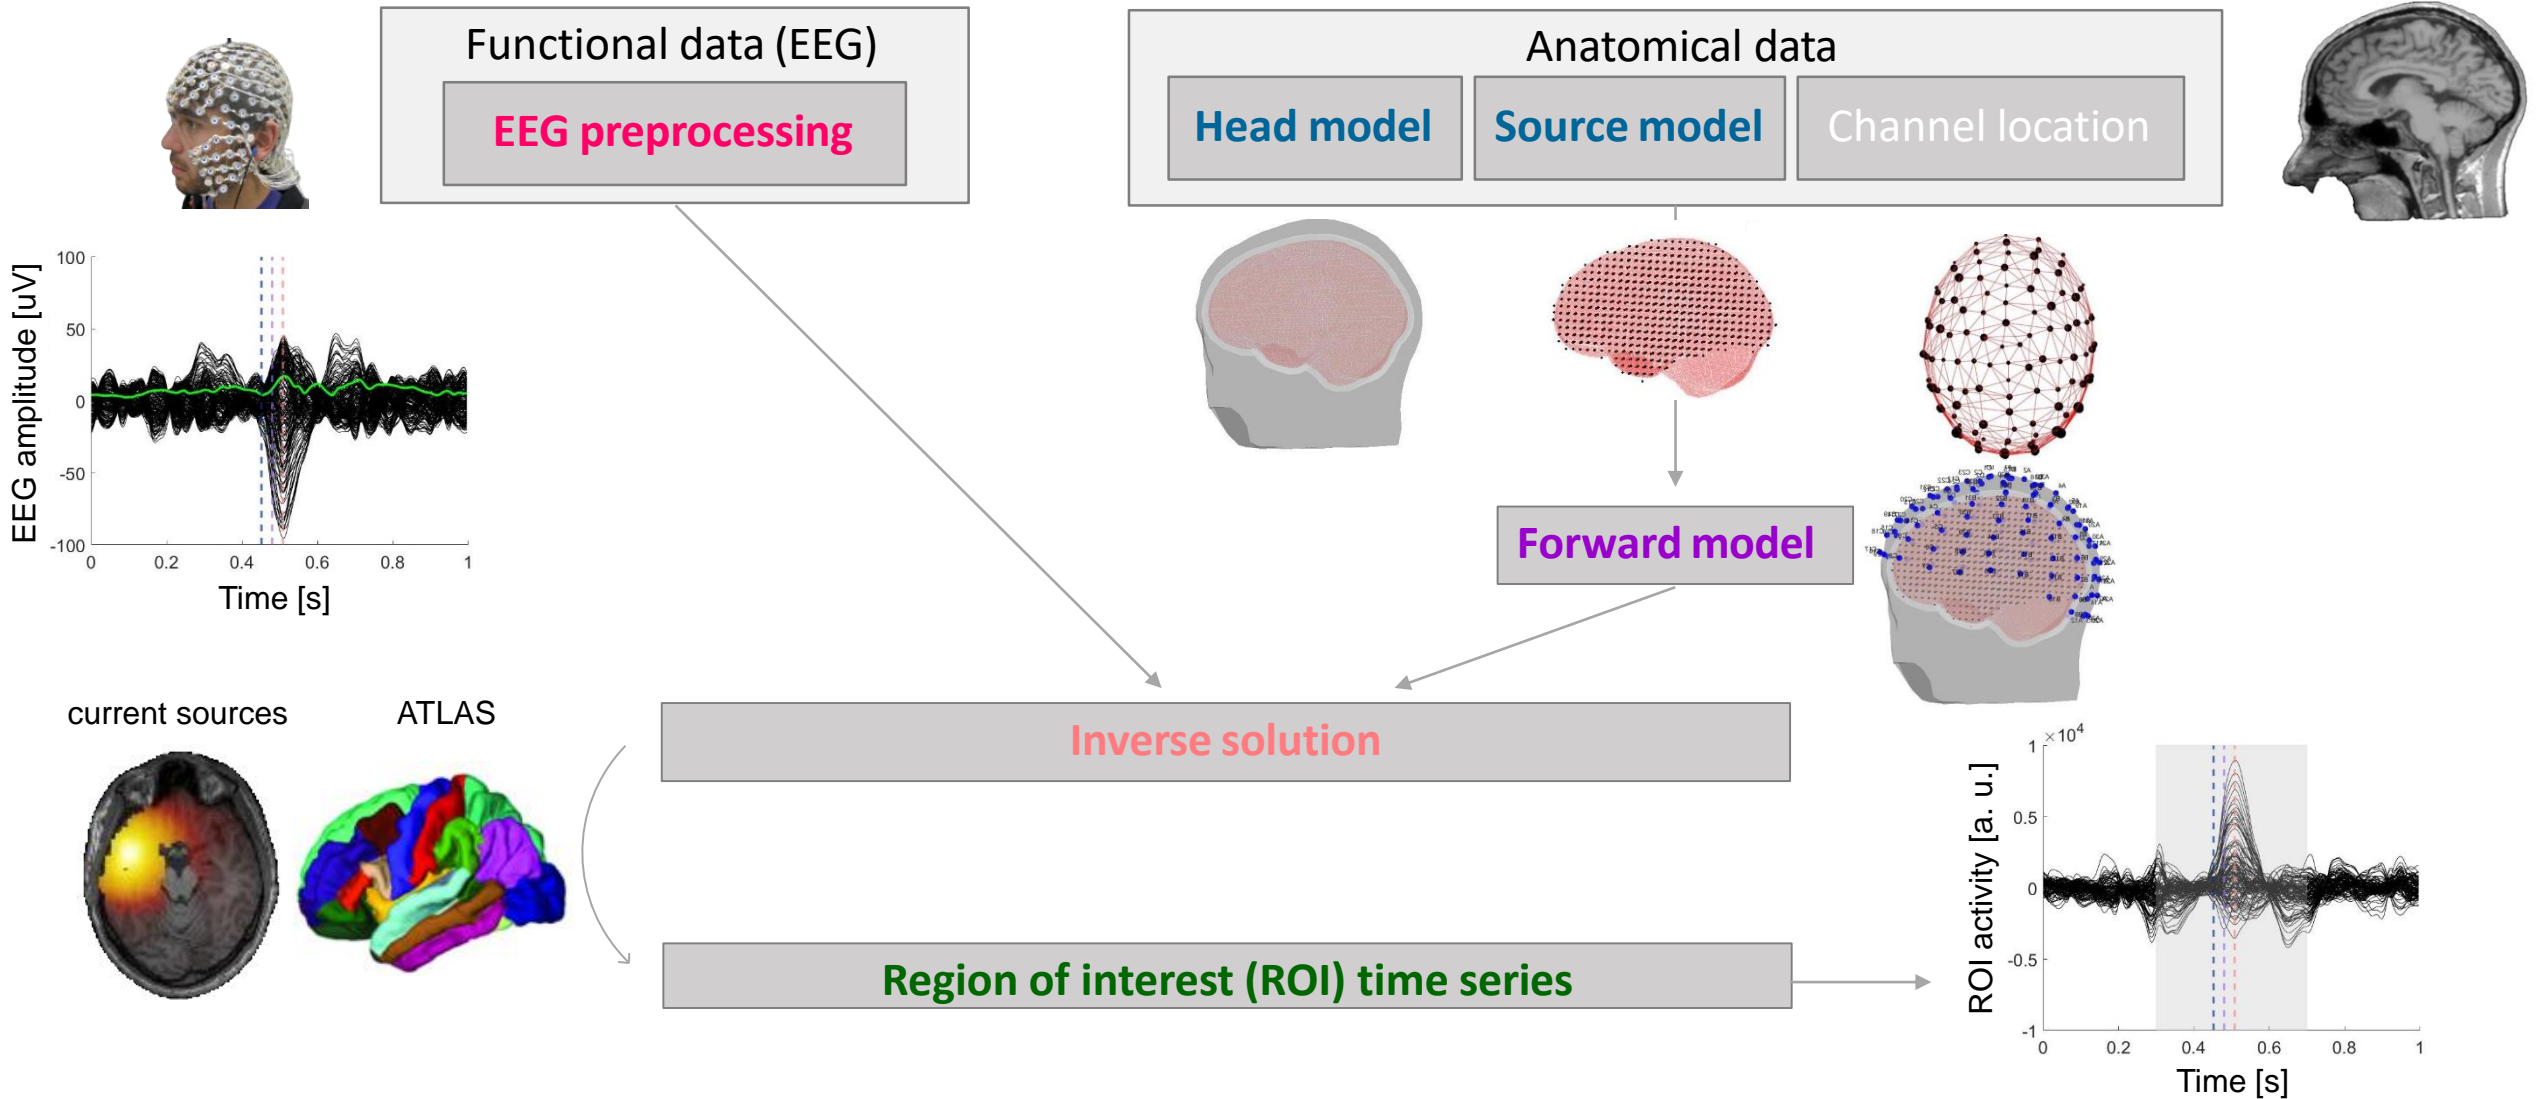 Functional data (EEG)
EEG preprocessing
Anatomical data
Head model
Source model
Channel location
EEG amplitude [uV]
100
50
0
-50
-100
0 0.2 0.4 0.6 0.8 1
Time [s]
Forward model
current sources
ATLAS
Inverse solution
Region of interest (ROI) time series
ROI activity [a. u.]
×10⁴
1
0.5
0
-0.5
-1
0 0.2 0.4 0.6 0.8 1
Time [s]